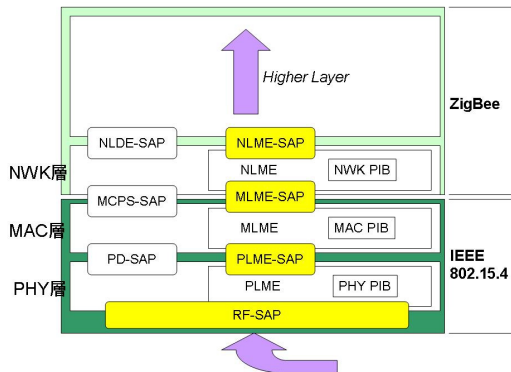 Higher Layer
ZigBee
NLDE-SAP
NLME-SAP
NWK層
NLME
NWK PIB
MCPS-SAP
MLME-SAP
MAC層
MLME
MAC PIB
IEEE
802.15.4
PD-SAP
PLME-SAP
PHY層
PLME
PHY PIB
RF-SAP